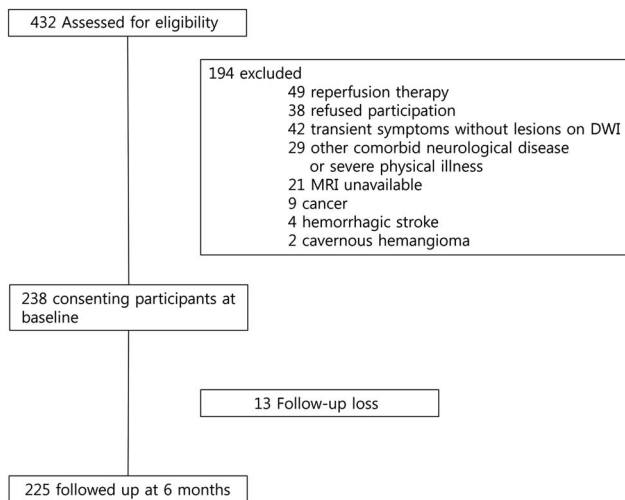 432 Assessed for eligibility
194 excluded
49 reperfusion therapy
38 refused participation
42 transient symptoms without lesions on DWI
29 other comorbid neurological disease
or severe physical illness
21 MRI unavailable
9 cancer
4 hemorrhagic stroke
2 cavernous hemangioma
238 consenting participants at
baseline
13 Follow-up loss
225 followed up at 6 months